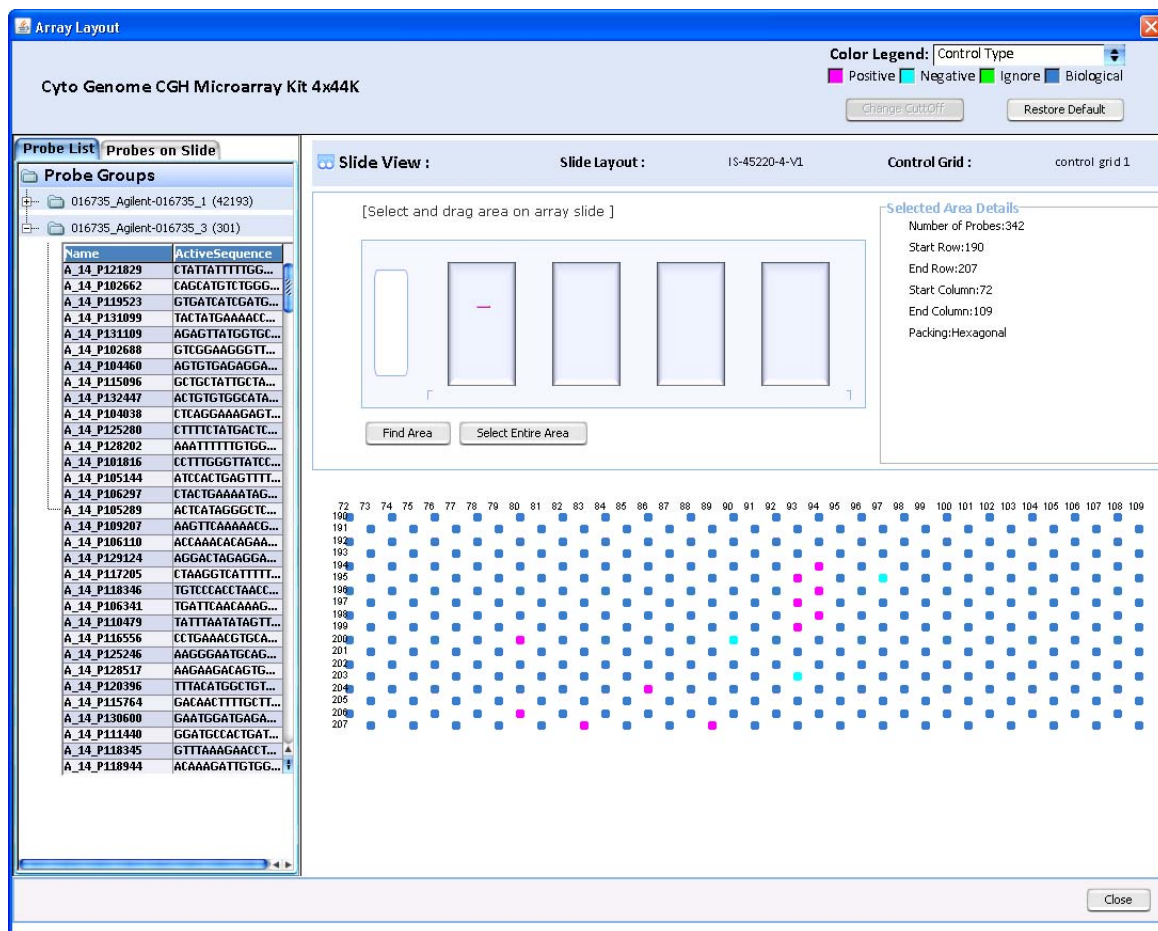 Array Layout
Color Legend: Control Type
Positive Negative Ignore Biological
Cyto Genome CGH Microarray Kit 4x44K
Change CuttOff Restore Default
Probe List Probes on Slide
Probe Groups
016735_Agilent-016735_1 (42193)
016735_Agilent-016735_3 (301)
Name ActiveSequence
A_14_P121829 CTATTATTTTTGG...
A_14_P102662 CAGCATGTCTGGG...
A_14_P119523 GTGATCATCGATG...
A_14_P131099 TACTATGAAAACC...
A_14_P131109 AGAGTTATGGTGC...
A_14_P102688 GTCGGAAGGGTT...
A_14_P104460 AGTGTGAGAGGA...
A_14_P115096 GCTGCTATTGCTA...
A_14_P132447 ACTGTGTGGCATA...
A_14_P104038 CTCAGGAAAGAGT...
A_14_P125280 CTTTTCTATGACTC...
A_14_P128202 AAATTTTTTGTGG...
A_14_P101816 CCTTTGGGTTATCC...
A_14_P105144 ATCCACTGAGTTTT...
A_14_P106297 CTACTGAAAATAG...
A_14_P105289 ACTCATAGGGCTC...
A_14_P109207 AAGTTCAAAAACG...
A_14_P106110 ACCAAACACAGAA...
A_14_P129124 AGGACTAGAGGA...
A_14_P117205 CTAAGGTCATTTTT...
A_14_P118346 TGTCCCACCTAACC...
A_14_P106341 TGATTCAACAAAG...
A_14_P110479 TATTTAATATAGTT...
A_14_P116556 CCTGAAACGTGCA...
A_14_P125246 AAGGGAATGCAG...
A_14_P128517 AAGAAGACAGTG...
A_14_P120396 TTTACATGGCTGT...
A_14_P115764 GACAACTTTTGCTT...
A_14_P130600 GAATGGATGAGA...
A_14_P111440 GGATGCCACTGAT...
A_14_P118345 GTTTAAAGAACCT...
A_14_P118944 ACAAAGATTGTGG...
Slide View : Slide Layout : IS-45220-4-V1 Control Grid : control grid 1
[Select and drag area on array slide ]
Find Area Select Entire Area
Selected Area Details
Number of Probes:342
Start Row:190
End Row:207
Start Column:72
End Column:109
Packing:Hexagonal
72 73 74 75 76 77 78 79 80 81 82 83 84 85 86 87 88 89 90 91 92 93 94 95 96 97 98 99 100 101 102 103 104 105 106 107 108 109
190
191
192
193
194
195
196
197
198
199
200
201
202
203
204
205
206
207
Close